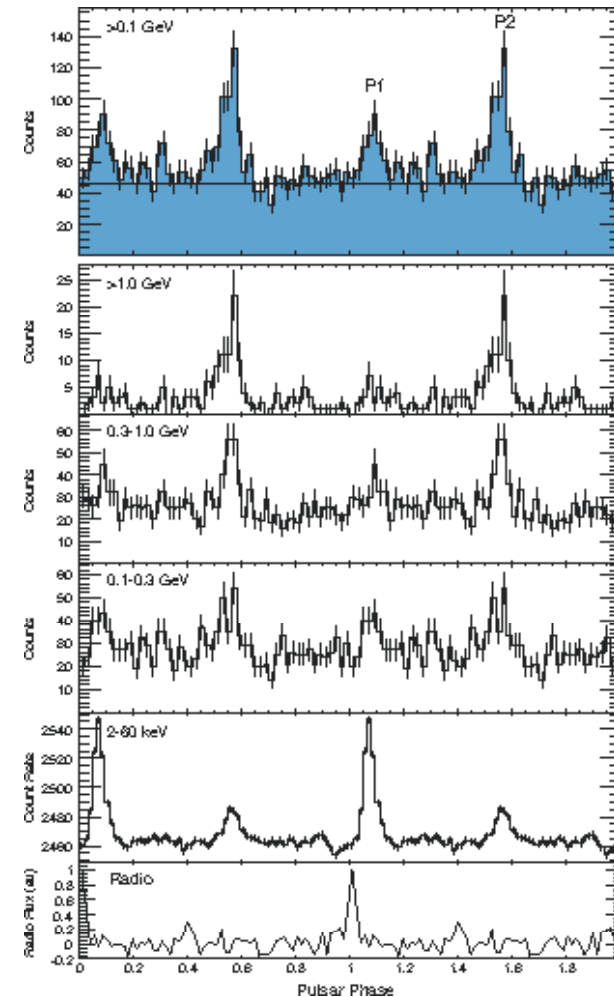 >0.1 GeV
P1
P2
Counts
140
120
100
80
60
40
20
>1.0 GeV
Counts
25
20
15
10
5
0.3-1.0 GeV
Counts
60
50
40
30
20
10
0.1-0.3 GeV
Counts
60
50
40
30
20
10
2-60 keV
Count Rate
2540
2520
2500
2480
2460
Radio
Radio Flux (au)
1
0.8
0.6
0.4
0.2
0
-0.2
0 0.2 0.4 0.6 0.8 1 1.2 1.4 1.6 1.8
Pulsar Phase